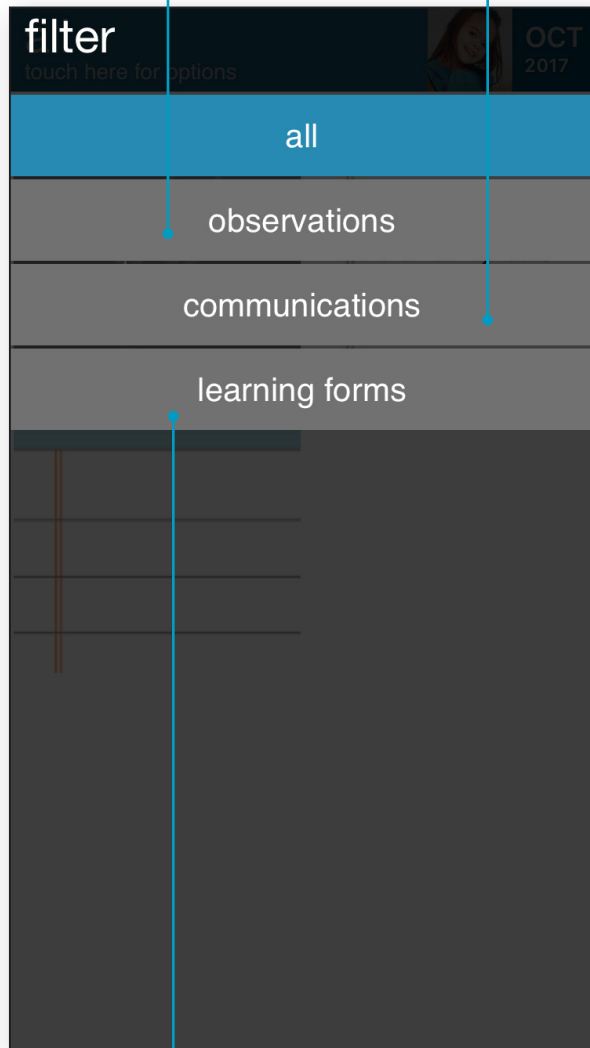 filter
touch here for options
OCT
2017
all
observations
communications
learning forms